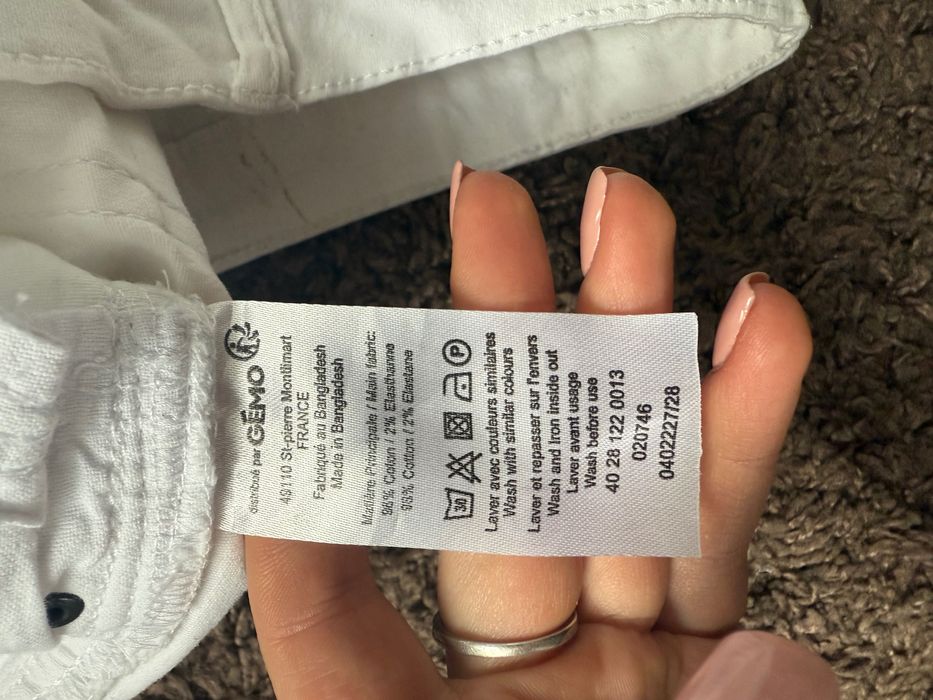 distribué par GÉMO
49110 St-pierre Montlimart
FRANCE
Fabriqué au Bangladesh
Made in Bangladesh
Matière Principale / Main fabric:
98% Coton / 2% Elasthanne
98% Cotton / 2% Elastane
30 P
Laver avec couleurs similaires
Wash with similar colours
Laver et repasser sur l'envers
Wash and Iron inside out
Laver avant usage
Wash before use
40 28 122 0013
020746
0402227728